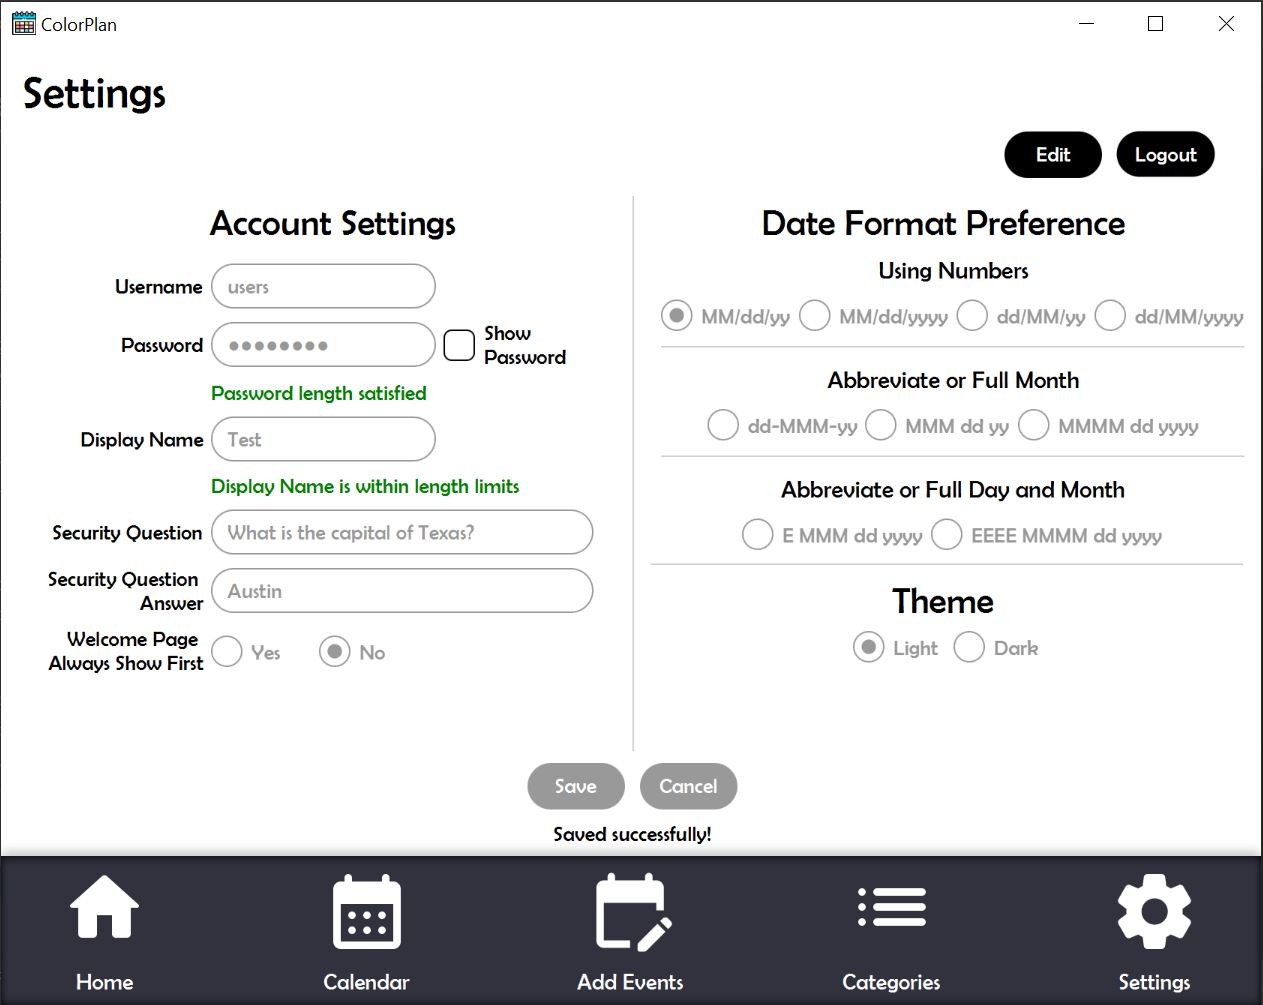 ColorPlan
Settings
Edit
Logout
Account Settings
Username
users
Password
●●●●●●●●
Show
Password
Password length satisfied
Display Name
Test
Display Name is within length limits
Security Question
What is the capital of Texas?
Security Question
Answer
Austin
Welcome Page
Always Show First
Yes
No
Date Format Preference
Using Numbers
MM/dd/yy
MM/dd/yyyy
dd/MM/yy
dd/MM/yyyy
Abbreviate or Full Month
dd-MMM-yy
MMM dd yy
MMMM dd yyyy
Abbreviate or Full Day and Month
E MMM dd yyyy
EEEE MMMM dd yyyy
Theme
Light
Dark
Save
Cancel
Saved successfully!
Home
Calendar
Add Events
Categories
Settings